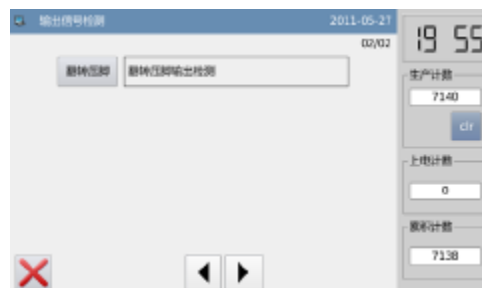 输出信号检测 2011-05-27
02/02
翻转压脚 翻转压脚输出检测
19 55
生产计数
7140
clr
上电计数
0
累积计数
7138